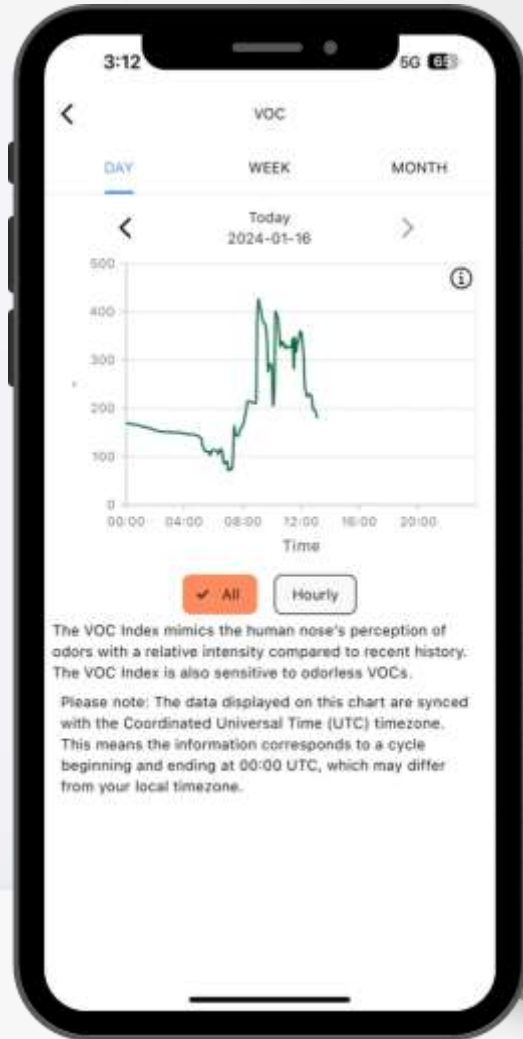 3:12
5G 65
VOC
DAY WEEK MONTH
Today
2024-01-16
500
400
300
200
100
0
00:00 04:00 08:00 12:00 16:00 20:00
Time
All Hourly
The VOC Index mimics the human nose's perception of
odors with a relative intensity compared to recent history.
The VOC Index is also sensitive to odorless VOCs.
Please note: The data displayed on this chart are synced
with the Coordinated Universal Time (UTC) timezone.
This means the information corresponds to a cycle
beginning and ending at 00:00 UTC, which may differ
from your local timezone.